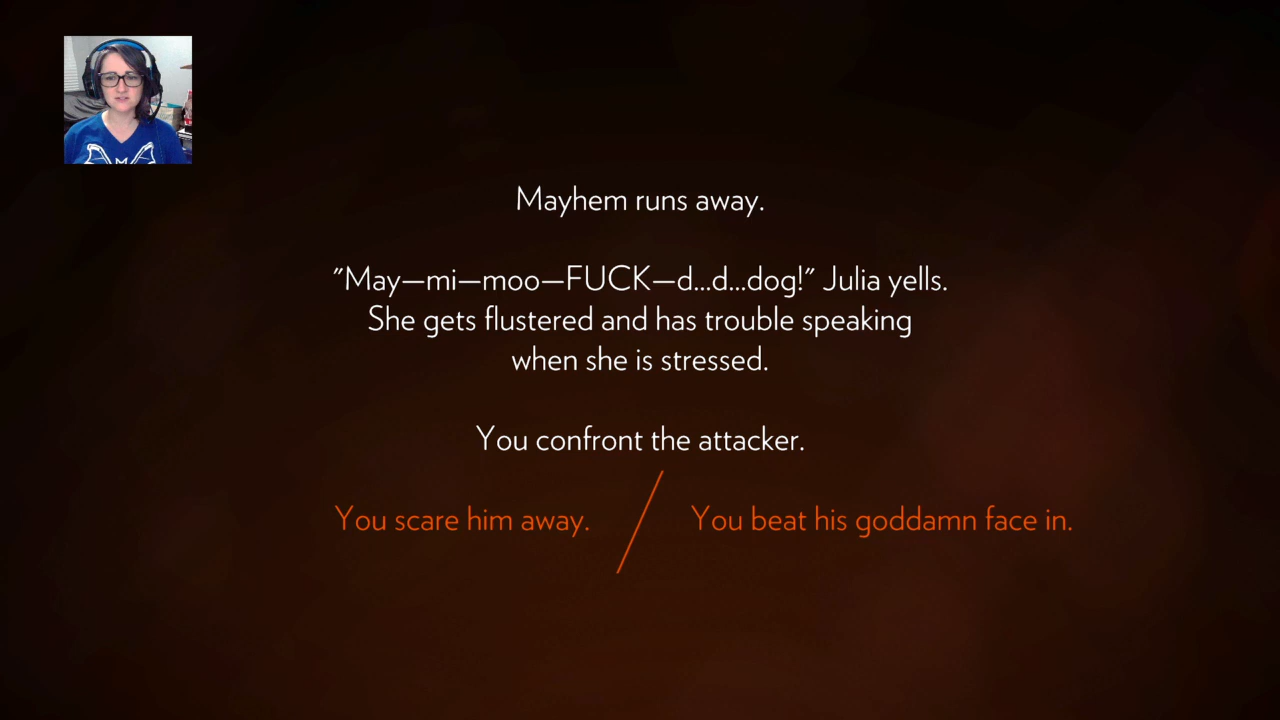 Mayhem runs away.
"May—mi—moo—FUCK—d...d...dog!" Julia yells.
She gets flustered and has trouble speaking
when she is stressed.
You confront the attacker.
You scare him away. / You beat his goddamn face in.